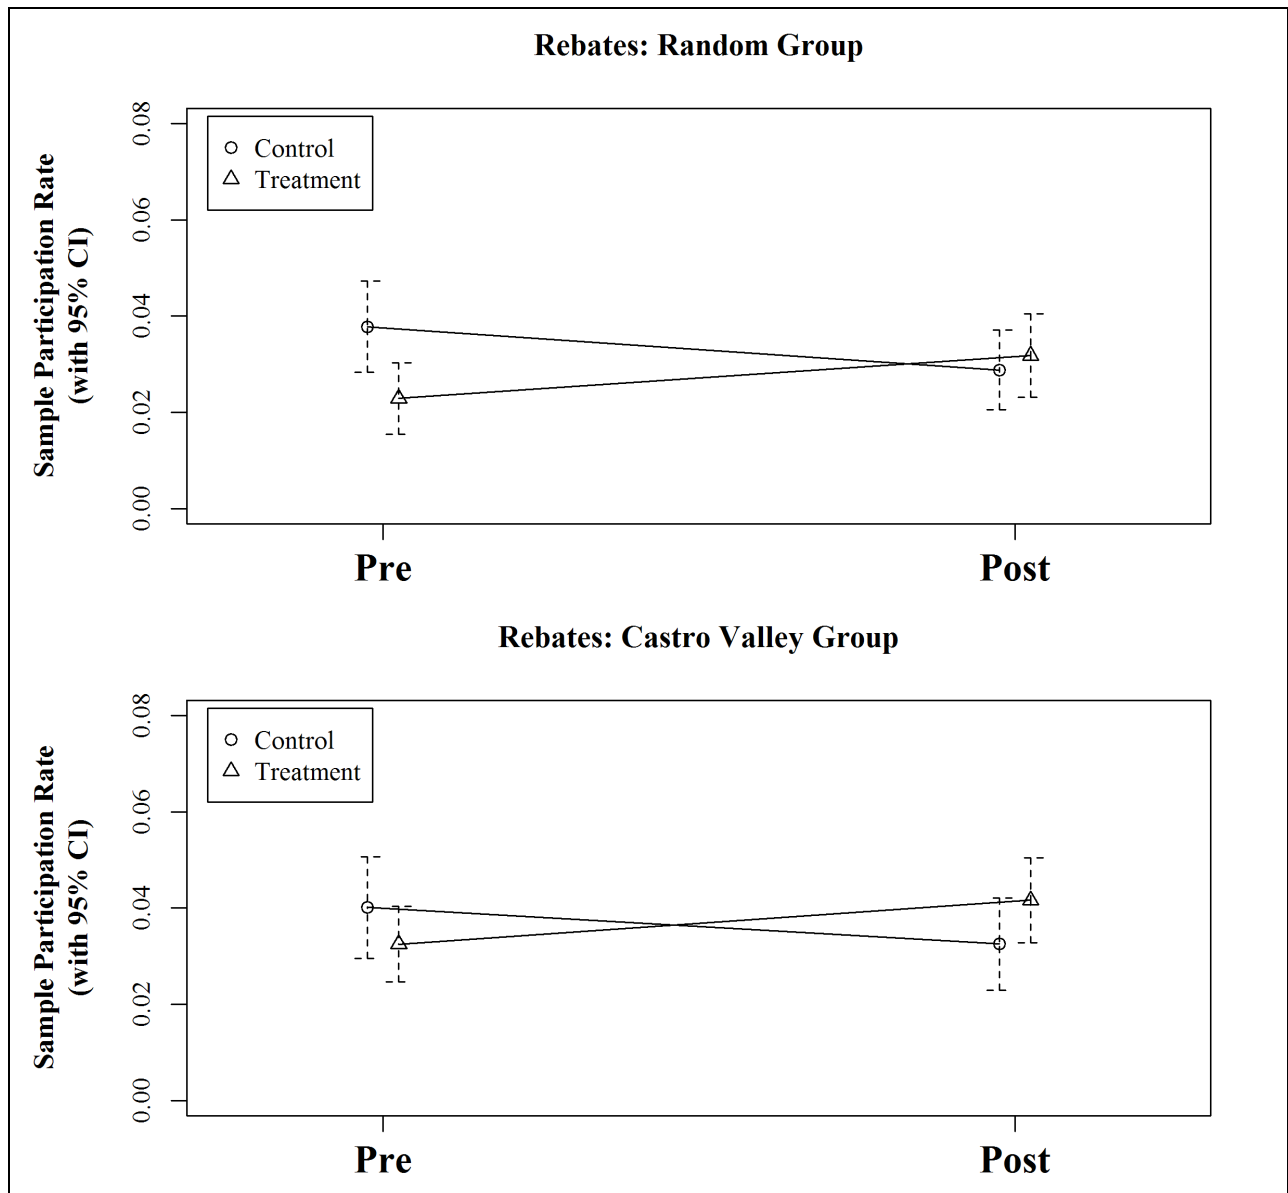 Rebates: Random Group
Sample Participation Rate
(with 95% CI)
0.08
0.06
0.04
0.02
0.00
Control
Treatment
Pre
Post
Rebates: Castro Valley Group
Sample Participation Rate
(with 95% CI)
0.08
0.06
0.04
0.02
0.00
Control
Treatment
Pre
Post